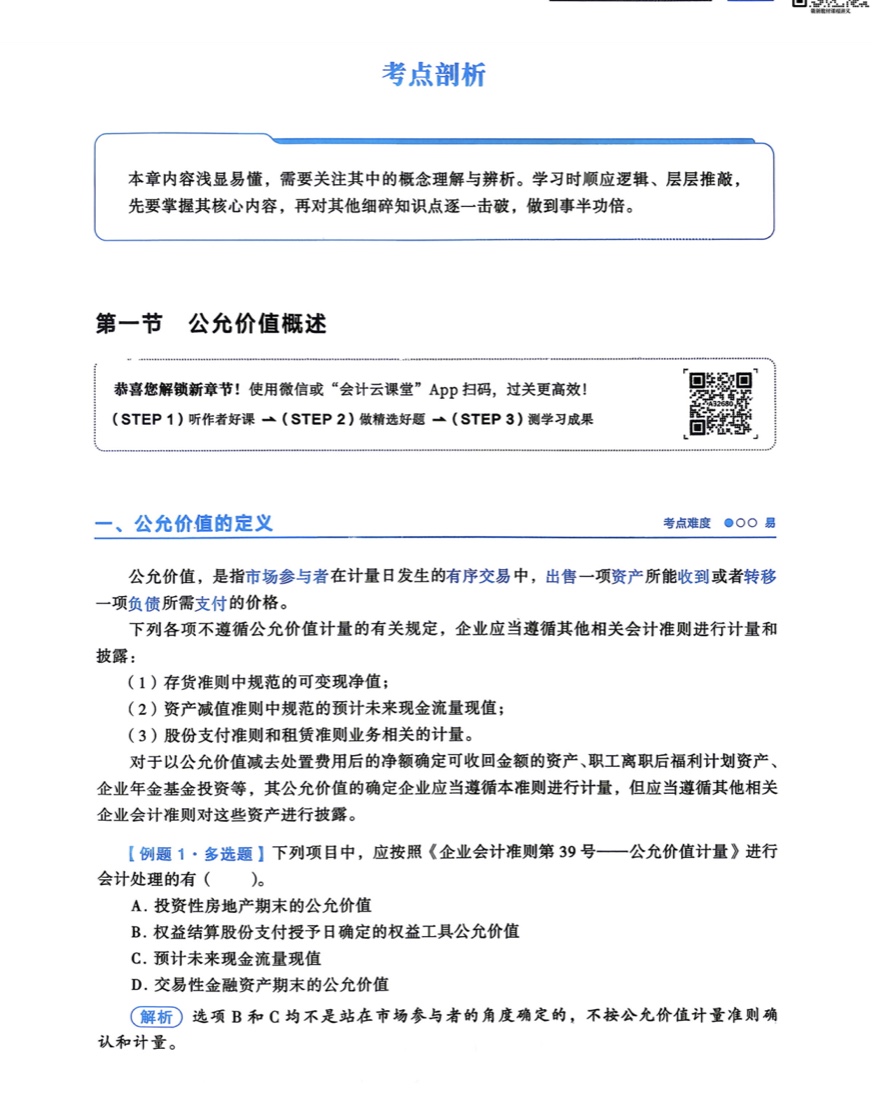 考点剖析
本章内容浅显易懂，需要关注其中的概念理解与辨析。学习时顺应逻辑、层层推敲，
先要掌握其核心内容，再对其他细碎知识点逐一击破，做到事半功倍。
第一节 公允价值概述
恭喜您解锁新章节！使用微信或“会计云课堂”App 扫码，过关更高效！
（STEP 1）听作者好课 ⇀（STEP 2）做精选好题 ⇀（STEP 3）测学习成果
一、公允价值的定义
考点难度 ●○○ 易
公允价值，是指市场参与者在计量日发生的有序交易中，出售一项资产所能收到或者转移
一项负债所需支付的价格。
下列各项不遵循公允价值计量的有关规定，企业应当遵循其他相关会计准则进行计量和
披露：
（1）存货准则中规范的可变现净值；
（2）资产减值准则中规范的预计未来现金流量现值；
（3）股份支付准则和租赁准则业务相关的计量。
对于以公允价值减去处置费用后的净额确定可收回金额的资产、职工离职后福利计划资产、
企业年金基金投资等，其公允价值的确定企业应当遵循本准则进行计量，但应当遵循其他相关
企业会计准则对这些资产进行披露。
【例题 1·多选题】下列项目中，应按照《企业会计准则第 39 号——公允价值计量》进行
会计处理的有（ ）。
A. 投资性房地产期末的公允价值
B. 权益结算股份支付授予日确定的权益工具公允价值
C. 预计未来现金流量现值
D. 交易性金融资产期末的公允价值
解析 选项 B 和 C 均不是站在市场参与者的角度确定的，不按公允价值计量准则确
认和计量。